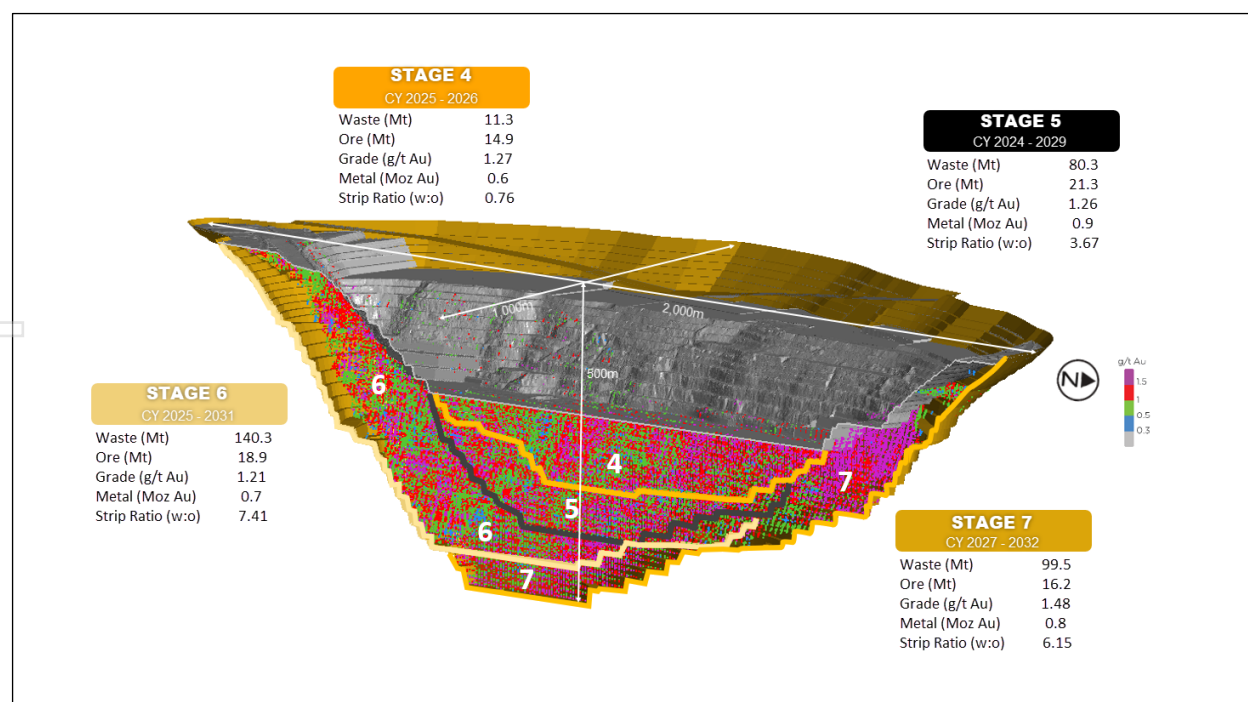 STAGE 4
CY 2025 - 2026
Waste (Mt) 11.3
Ore (Mt) 14.9
Grade (g/t Au) 1.27
Metal (Moz Au) 0.6
Strip Ratio (w:o) 0.76
STAGE 5
CY 2024 - 2029
Waste (Mt) 80.3
Ore (Mt) 21.3
Grade (g/t Au) 1.26
Metal (Moz Au) 0.9
Strip Ratio (w:o) 3.67
1,000m
2,000m
500m
N
g/t Au
1.5
1
0.5
0.3
6
4
7
5
6
7
STAGE 6
CY 2025 - 2031
Waste (Mt) 140.3
Ore (Mt) 18.9
Grade (g/t Au) 1.21
Metal (Moz Au) 0.7
Strip Ratio (w:o) 7.41
STAGE 7
CY 2027 - 2032
Waste (Mt) 99.5
Ore (Mt) 16.2
Grade (g/t Au) 1.48
Metal (Moz Au) 0.8
Strip Ratio (w:o) 6.15